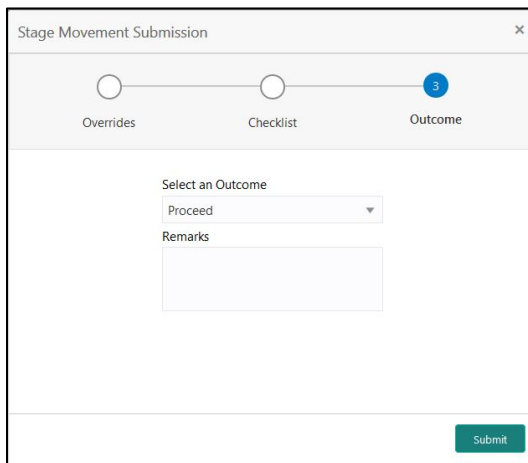 Stage Movement Submission ×
3
Overrides Checklist Outcome
Select an Outcome
Proceed
Remarks
Submit